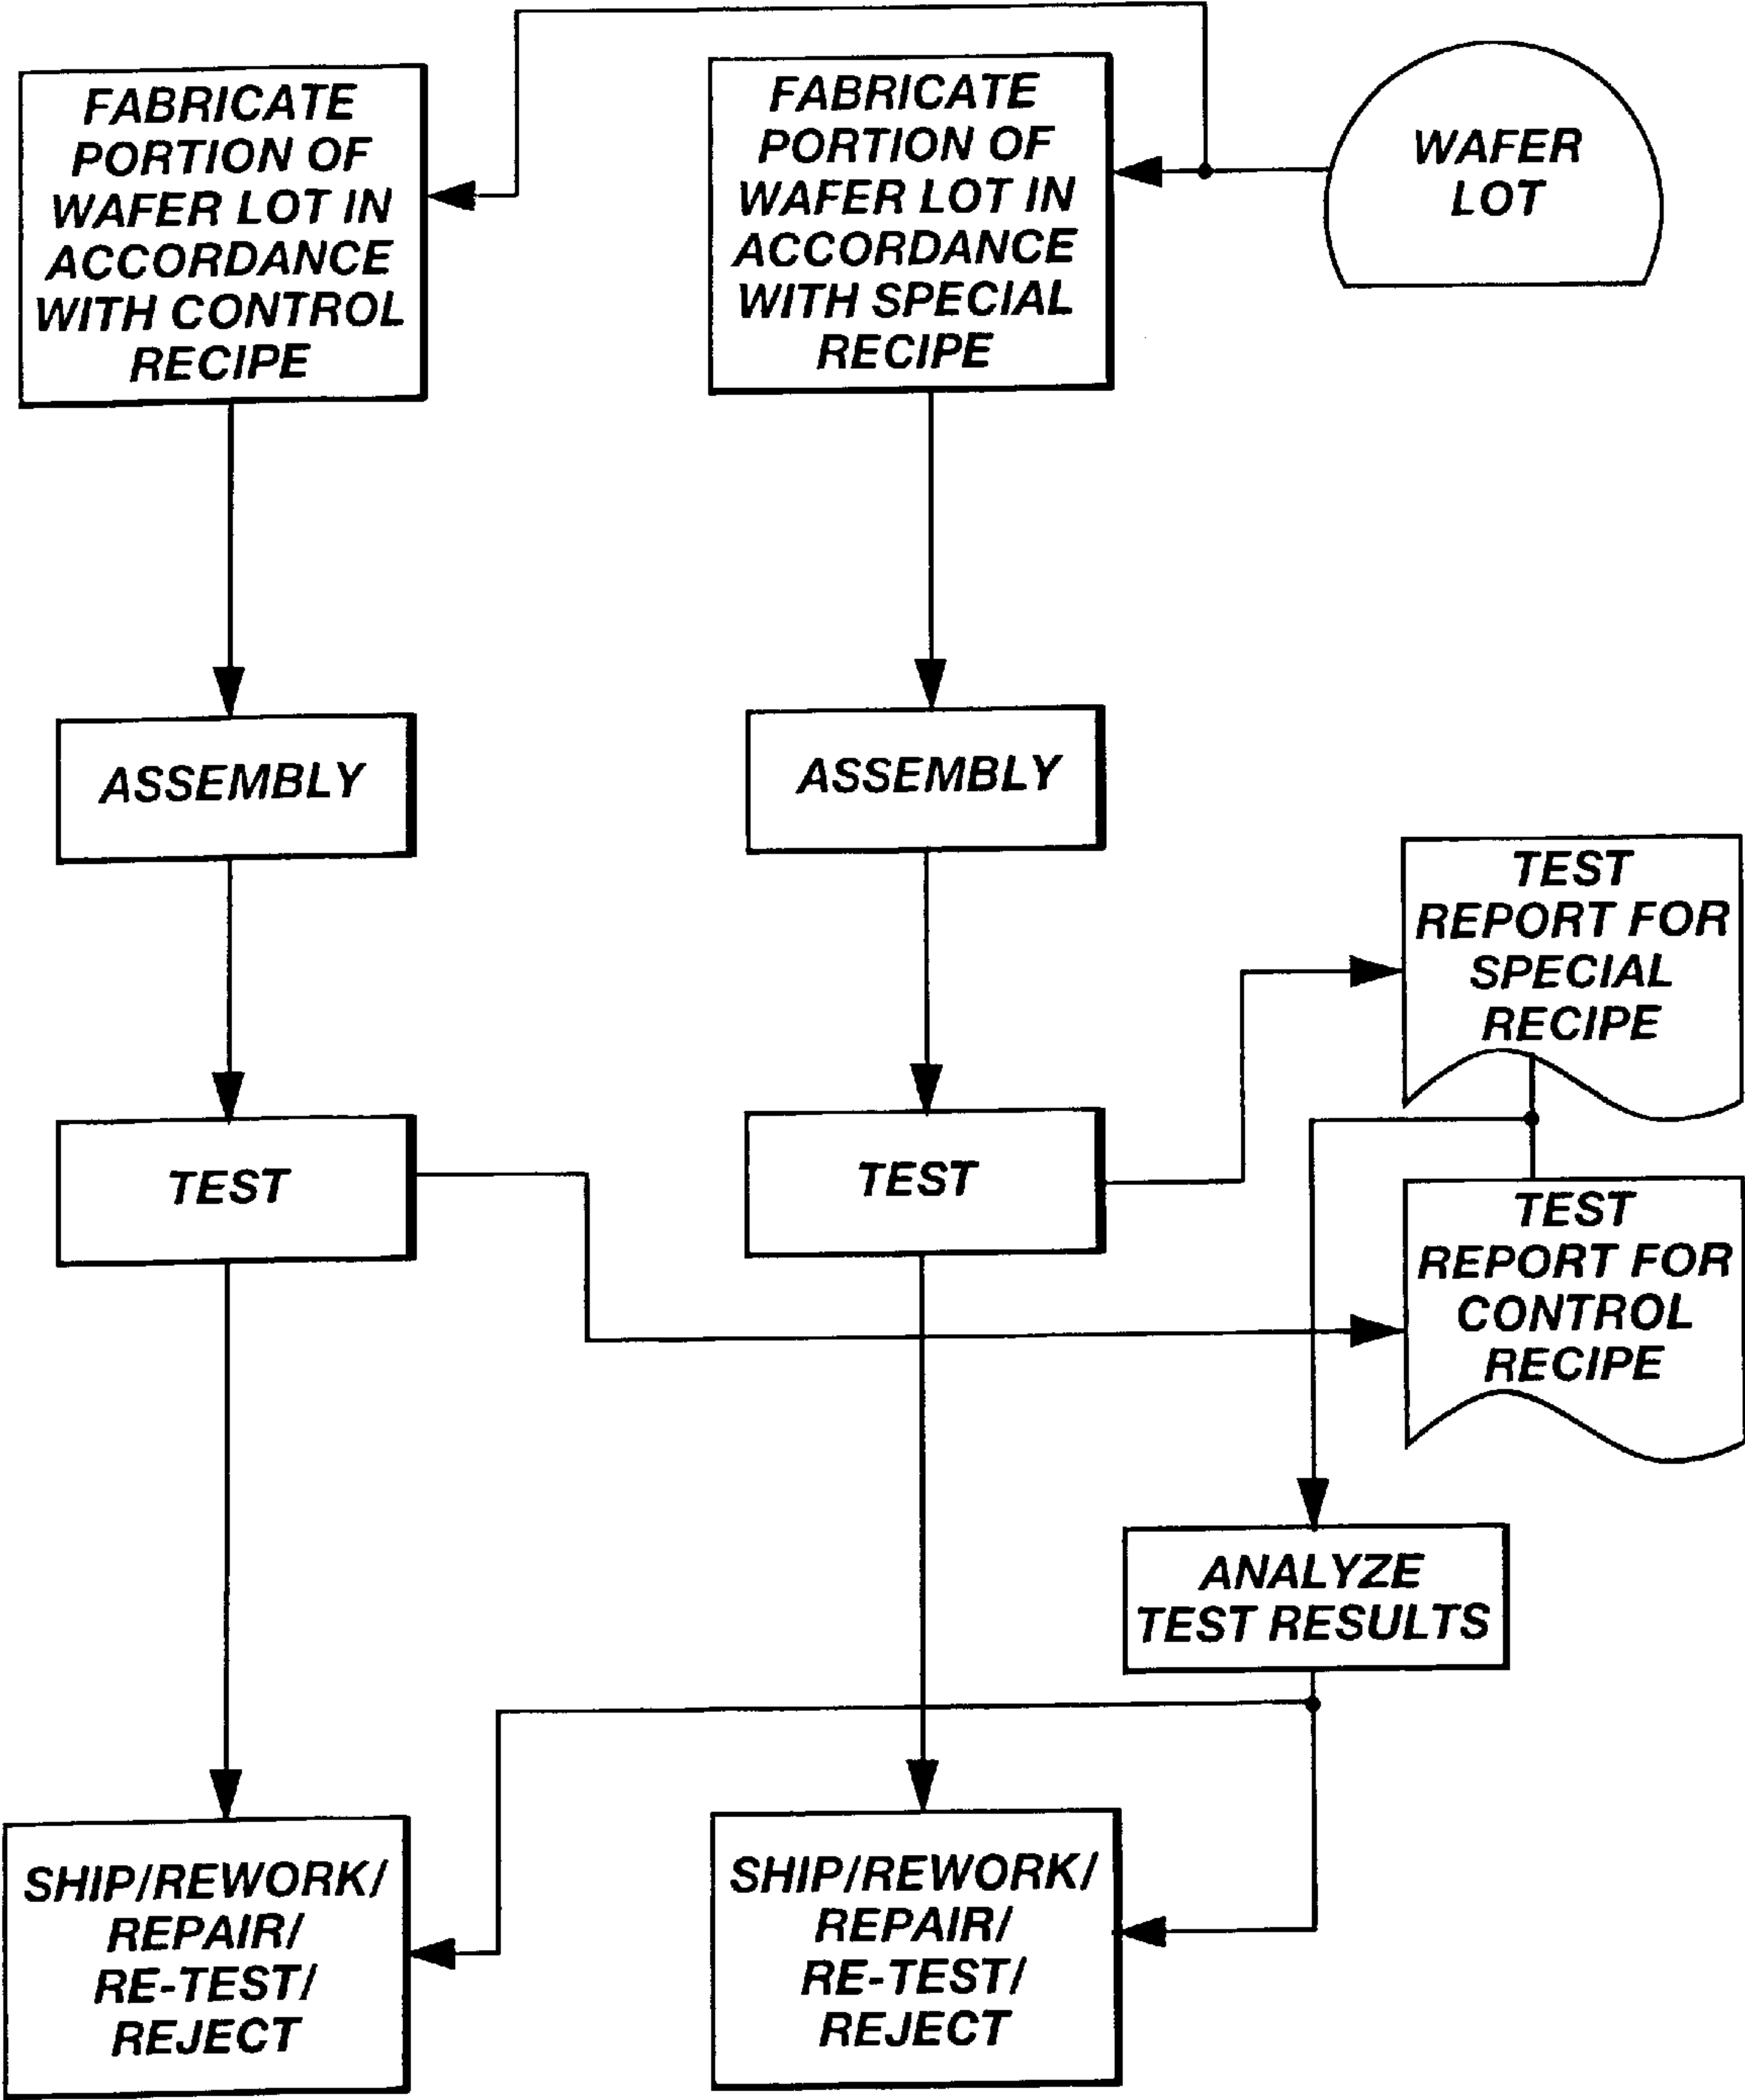 FABRICATE
PORTION OF
WAFER LOT IN
ACCORDANCE
WITH CONTROL
RECIPE
FABRICATE
PORTION OF
WAFER LOT IN
ACCORDANCE
WITH SPECIAL
RECIPE
WAFER
LOT
ASSEMBLY
ASSEMBLY
TEST
REPORT FOR
SPECIAL
RECIPE
TEST
TEST
TEST
REPORT FOR
CONTROL
RECIPE
ANALYZE
TEST RESULTS
SHIP/REWORK/
REPAIR/
RE-TEST/
REJECT
SHIP/REWORK/
REPAIR/
RE-TEST/
REJECT